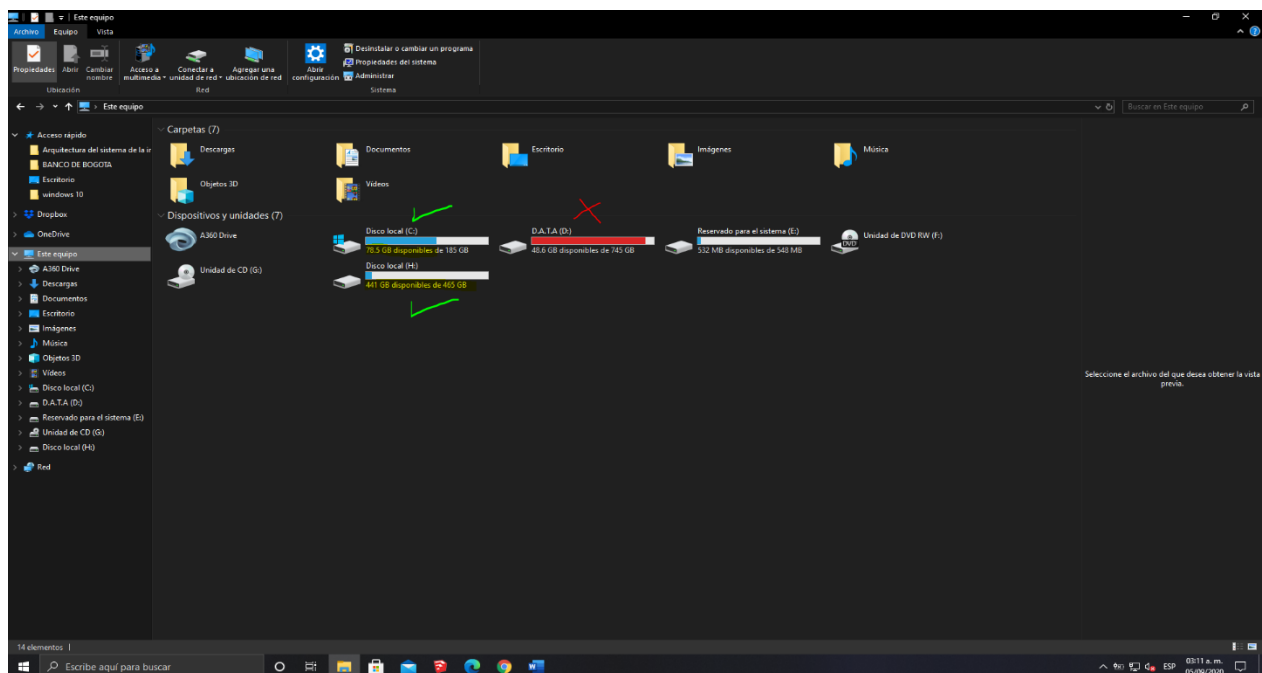 Este equipo
Archivo Equipo Vista
Propiedades Abrir Cambiar nombre
Acceso a multimedia Conectar a unidad de red Agregar una ubicación de red
Abrir configuración
Desinstalar o cambiar un programa
Propiedades del sistema
Administrar
Ubicación Red Sistema
Este equipo
Buscar en Este equipo
Acceso rápido
Arquitectura del sistema de la ir
BANCO DE BOGOTA
Escritorio
windows 10
Dropbox
OneDrive
Este equipo
A360 Drive
Descargas
Documentos
Escritorio
Imágenes
Música
Objetos 3D
Vídeos
Disco local (C:)
D.A.T.A (D:)
Reservado para el sistema (E:)
Unidad de CD (G:)
Disco local (H:)
Red
Carpetas (7)
Descargas Documentos Escritorio Imágenes Música
Objetos 3D Vídeos
Dispositivos y unidades (7)
A360 Drive
Disco local (C:)
78.5 GB disponibles de 185 GB
D.A.T.A (D:)
48.6 GB disponibles de 745 GB
Reservado para el sistema (E:)
532 MB disponibles de 548 MB
Unidad de DVD RW (F:)
DVD
Unidad de CD (G:)
Disco local (H:)
441 GB disponibles de 465 GB
Seleccione el archivo del que desea obtener la vista
previa.
14 elementos
Escribe aquí para buscar
ESP
03:11 a. m.
05/09/2020